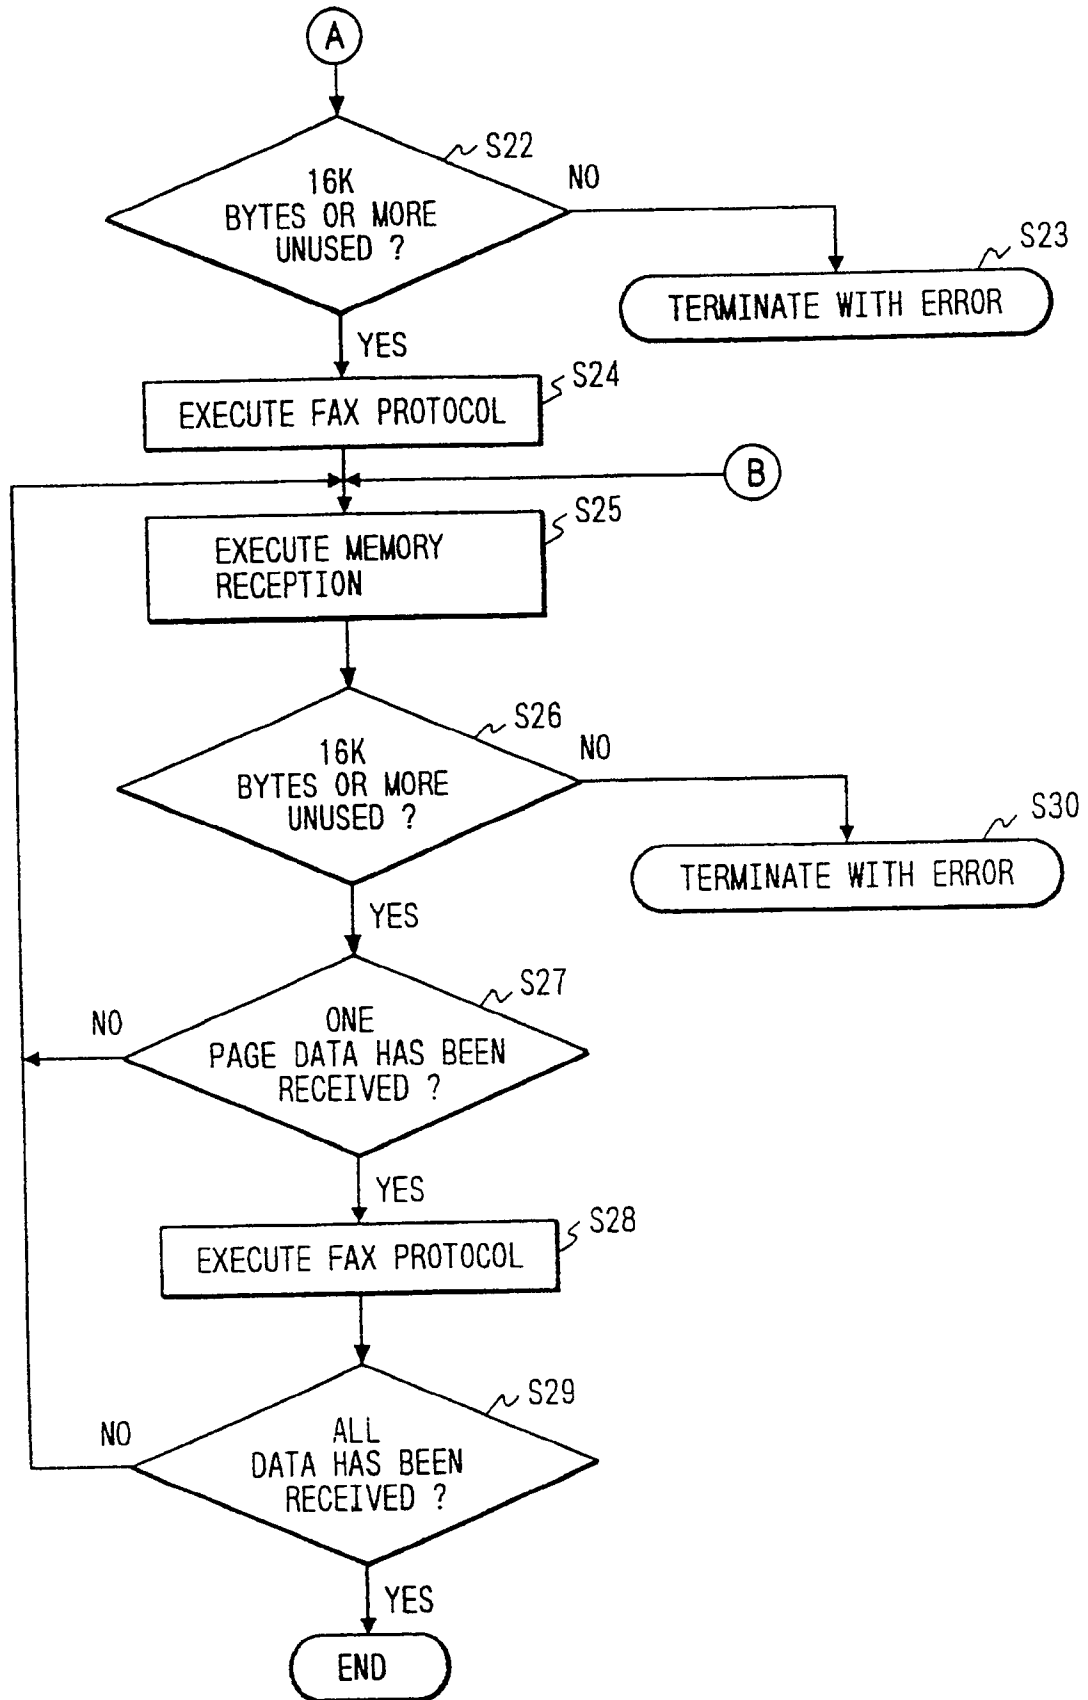 A
S22
16K
BYTES OR MORE
UNUSED ?
NO
S23
TERMINATE WITH ERROR
YES
S24
EXECUTE FAX PROTOCOL
B
S25
EXECUTE MEMORY
RECEPTION
S26
16K
BYTES OR MORE
UNUSED ?
NO
S30
TERMINATE WITH ERROR
YES
S27
NO
ONE
PAGE DATA HAS BEEN
RECEIVED ?
YES
S28
EXECUTE FAX PROTOCOL
S29
NO
ALL
DATA HAS BEEN
RECEIVED ?
YES
END